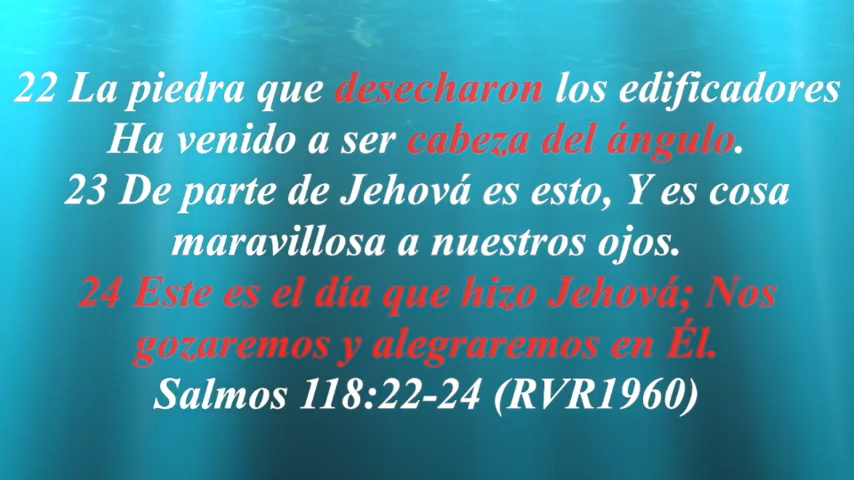 22 La piedra que desecharon los edificadores
Ha venido a ser cabeza del ángulo.
23 De parte de Jehová es esto, Y es cosa
maravillosa a nuestros ojos.
24 Este es el día que hizo Jehová; Nos
gozaremos y alegraremos en Él.
Salmos 118:22-24 (RVR1960)